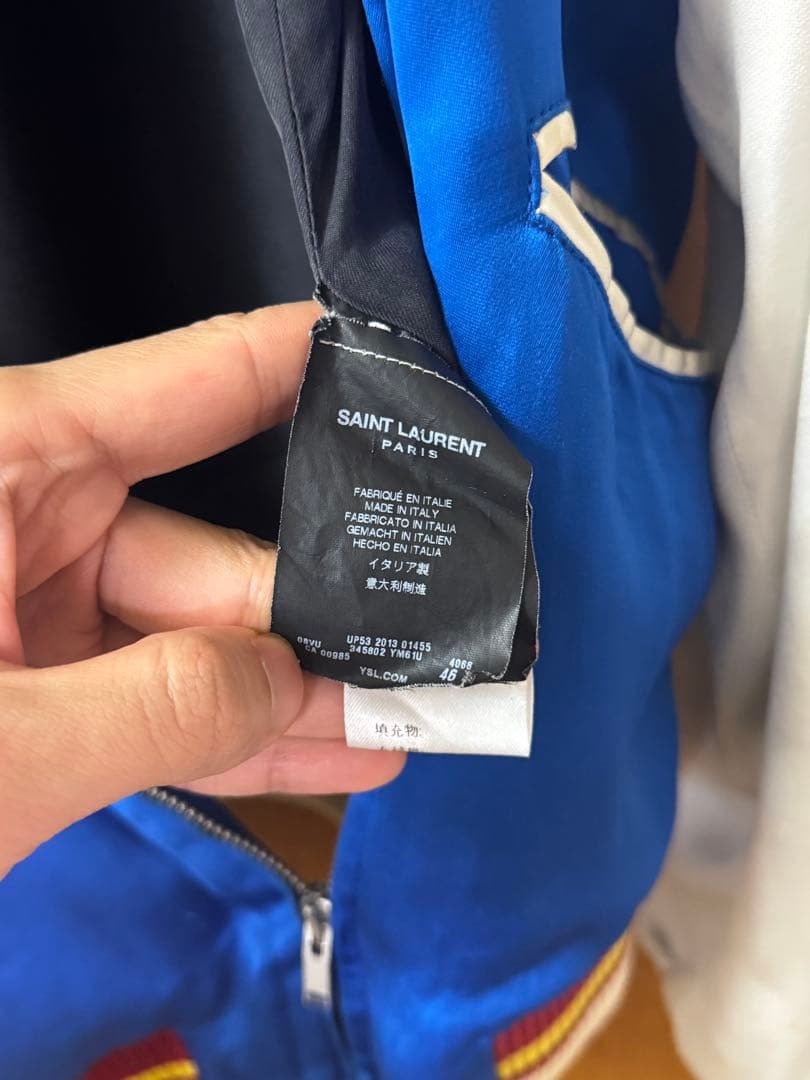 SAINT LAURENT
PARIS
FABRIQUÉ EN ITALIE
MADE IN ITALY
FABBRICATO IN ITALIA
GEMACHT IN ITALIEN
HECHO EN ITALIA
イタリア製
意大利制造
08VU UP53 2013 01455
CA 00985 345802 YM61U 4068
YSL.COM 46
填充物: